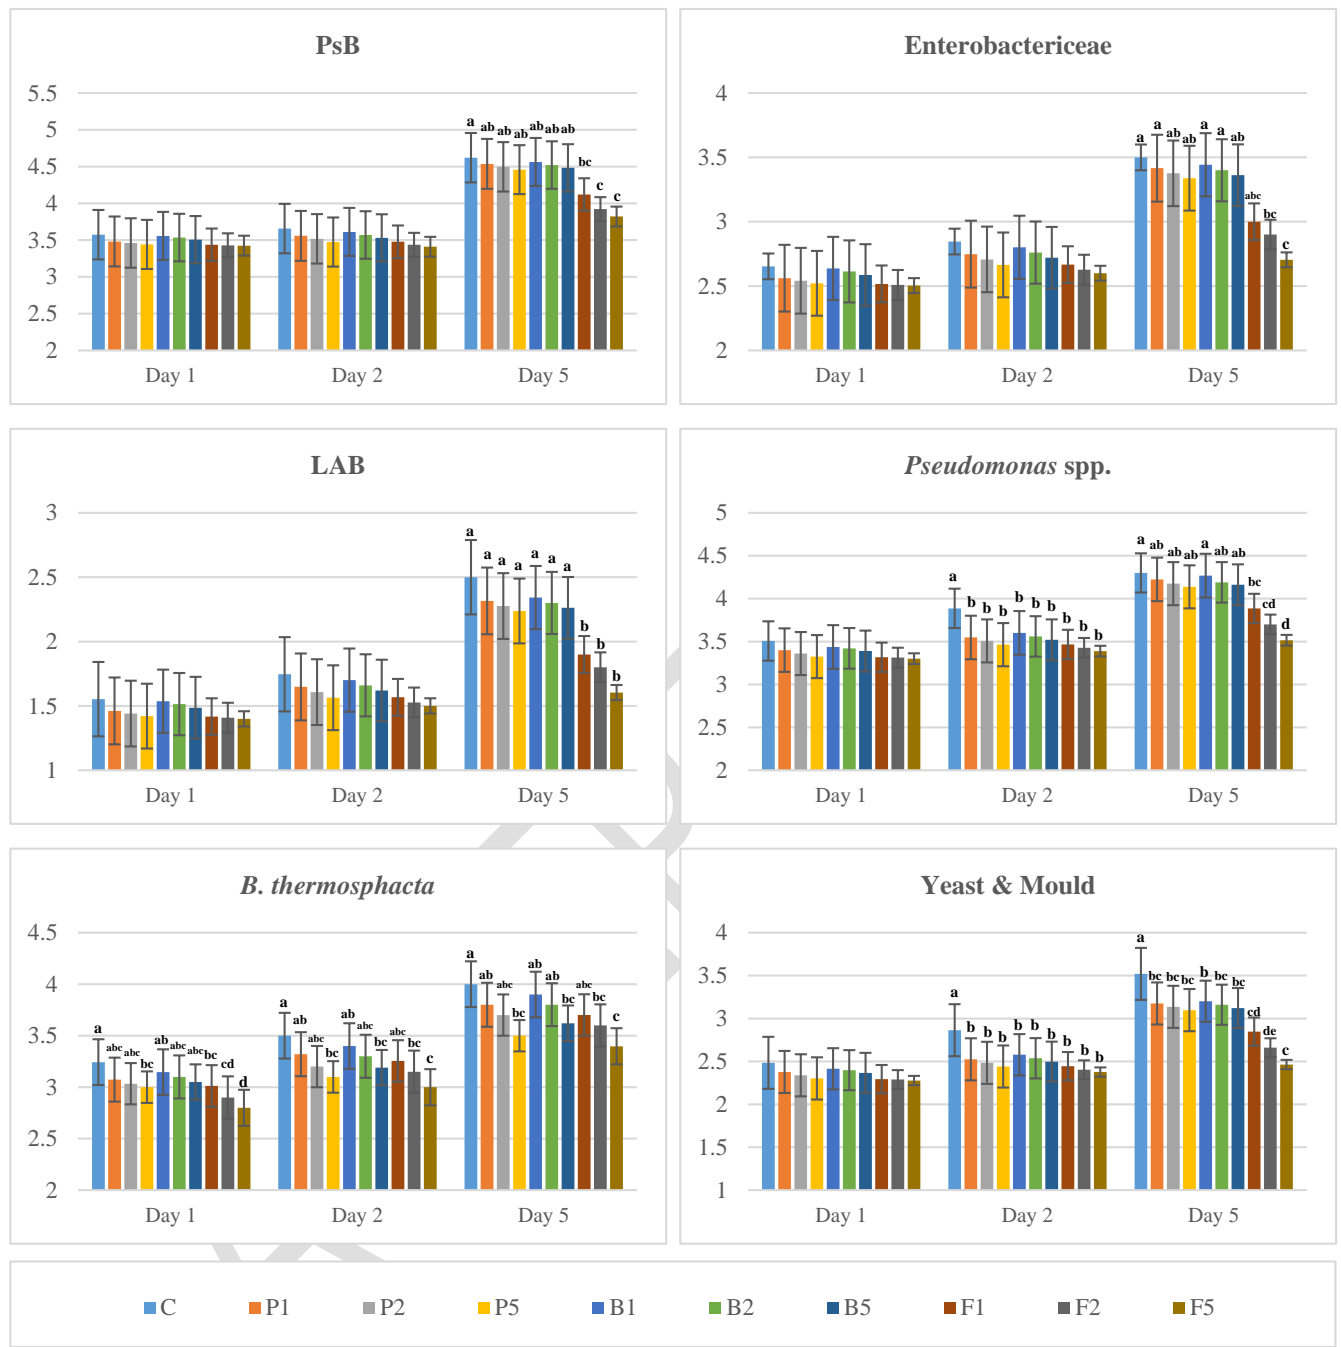 PsB
5.5
5
4.5
4
3.5
3
2.5
2
a ab ab ab ab ab ab bc c c
Day 1 Day 2 Day 5
Enterobactericeae
4
3.5
3
2.5
2
a a ab ab a a ab abc bc c
Day 1 Day 2 Day 5
LAB
3
2.5
2
1.5
1
a a a a a a a b b b
Day 1 Day 2 Day 5
Pseudomonas spp.
5
4.5
4
3.5
3
2.5
2
a b b b b b b b b b
a ab ab ab a ab ab bc cd d
Day 1 Day 2 Day 5
B. thermosphacta
4.5
4
3.5
3
2.5
2
a abc abc bc ab abc bc bc cd d
a ab abc bc ab abc bc abc bc c
a ab abc bc ab ab bc abc bc c
Day 1 Day 2 Day 5
Yeast & Mould
4
3.5
3
2.5
2
1.5
1
a b b b b b b b b b
a bc bc bc b bc bc cd de c
Day 1 Day 2 Day 5
C P1 P2 P5 B1 B2 B5 F1 F2 F5